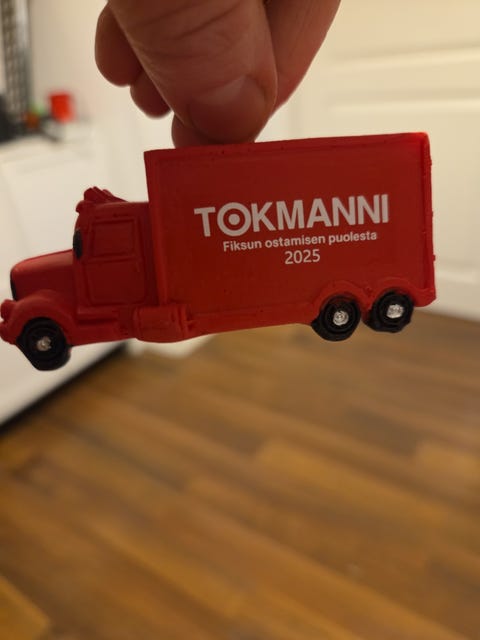 TOKMANNI
Fiksun ostamisen puolesta
2025